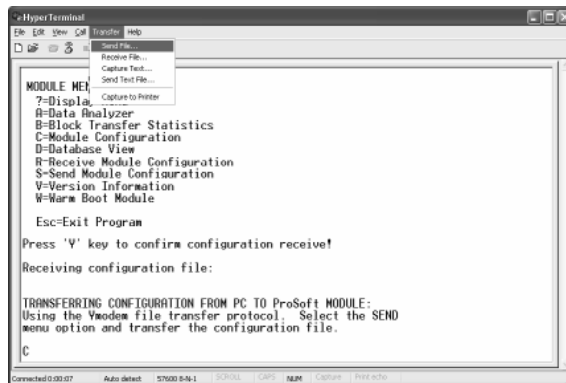 HyperTerminal
File Edit View Call Transfer Help
Send File...
Receive File...
Capture Text...
Send Text File...
Capture to Printer
MODULE ME
?=Displa
A=Data Analyzer
B=Block Transfer Statistics
C=Module Configuration
D=Database View
R=Receive Module Configuration
S=Send Module Configuration
V=Version Information
W=Warm Boot Module
Esc=Exit Program
Press 'Y' key to confirm configuration receive!
Receiving configuration file:
TRANSFERRING CONFIGURATION FROM PC TO ProSoft MODULE:
Using the Ymodem file transfer protocol. Select the SEND
menu option and transfer the configuration file.
C
Connected 0:00:07 Auto detect 57600 8-N-1 SCROLL CAPS NUM Capture Print echo